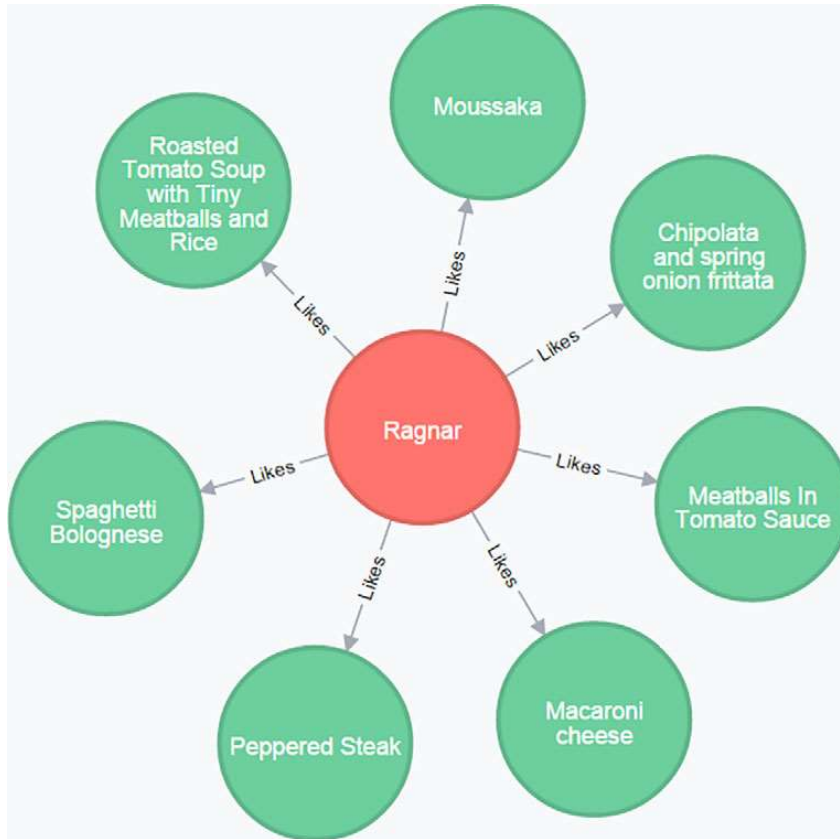 Moussaka
Roasted
Tomato Soup
with Tiny
Meatballs and
Rice
Chipolata
and spring
onion frittata
Likes
Likes
Likes
Ragnar
Likes
Likes
Spaghetti
Bolognese
Meatballs In
Tomato Sauce
Likes
Likes
Peppered Steak
Macaroni
cheese